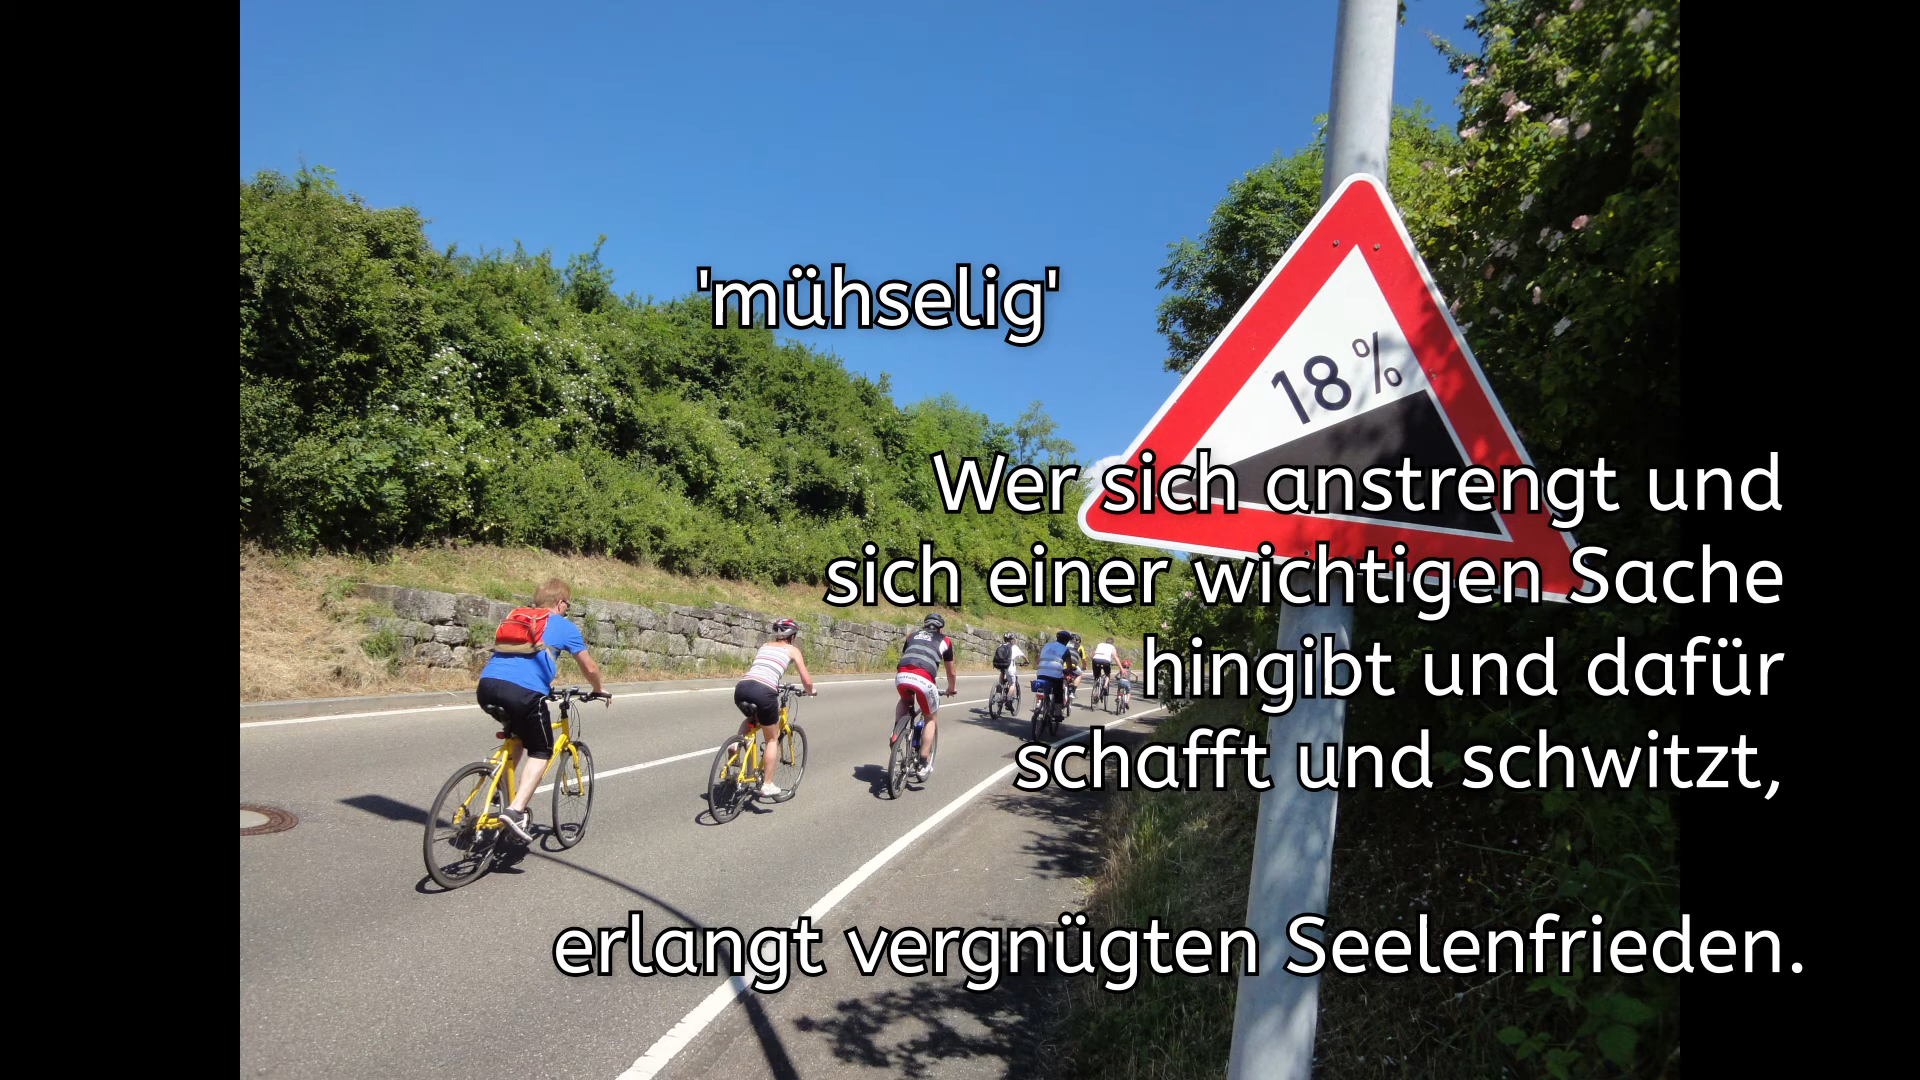 'mühselig'
18%
Wer sich anstrengt und
sich einer wichtigen Sache
hingibt und dafür
schafft und schwitzt,
erlangt vergnügten Seelenfrieden.